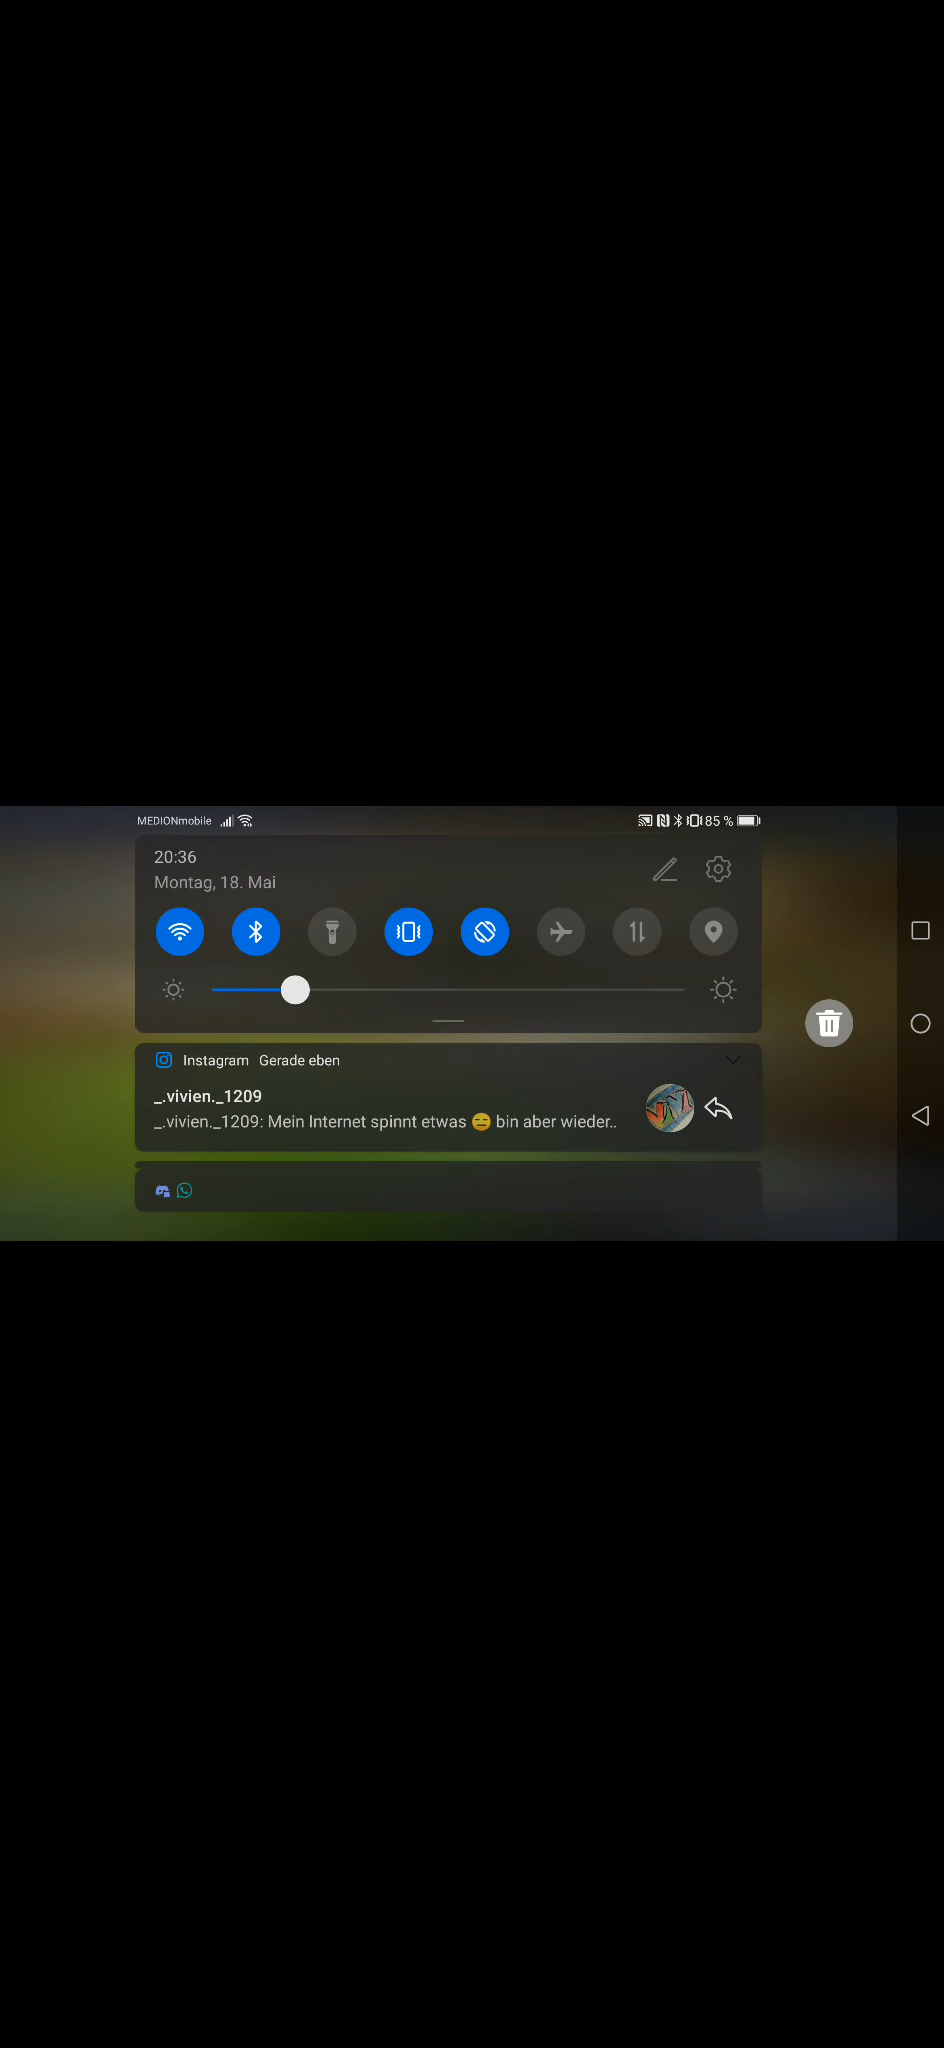 MEDIONmobile 85 %
20:36
Montag, 18. Mai
Instagram Gerade eben
_.vivien._1209
_.vivien._1209: Mein Internet spinnt etwas 😑 bin aber wieder..